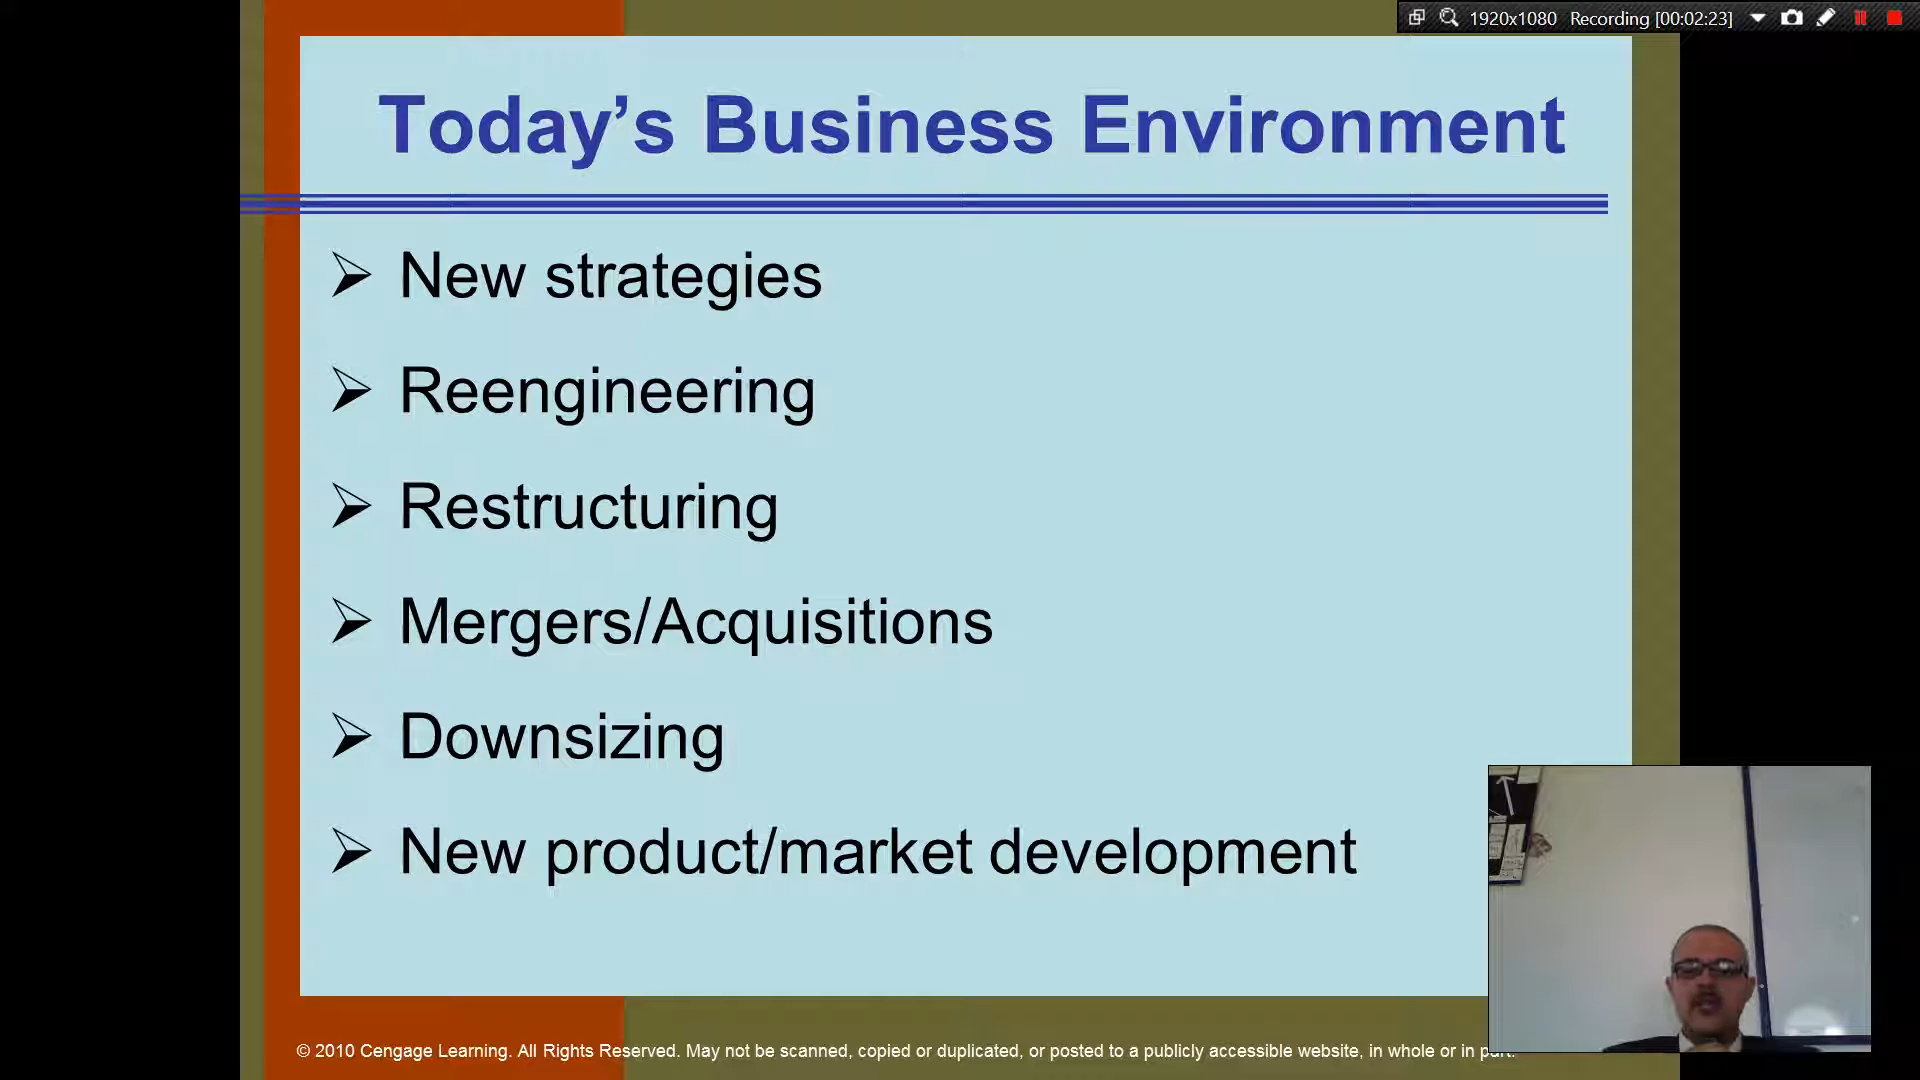 1920x1080 Recording [00:02:23]
Today’s Business Environment
New strategies
Reengineering
Restructuring
Mergers/Acquisitions
Downsizing
New product/market development
© 2010 Cengage Learning. All Rights Reserved. May not be scanned, copied or duplicated, or posted to a publicly accessible website, in whole or in part.